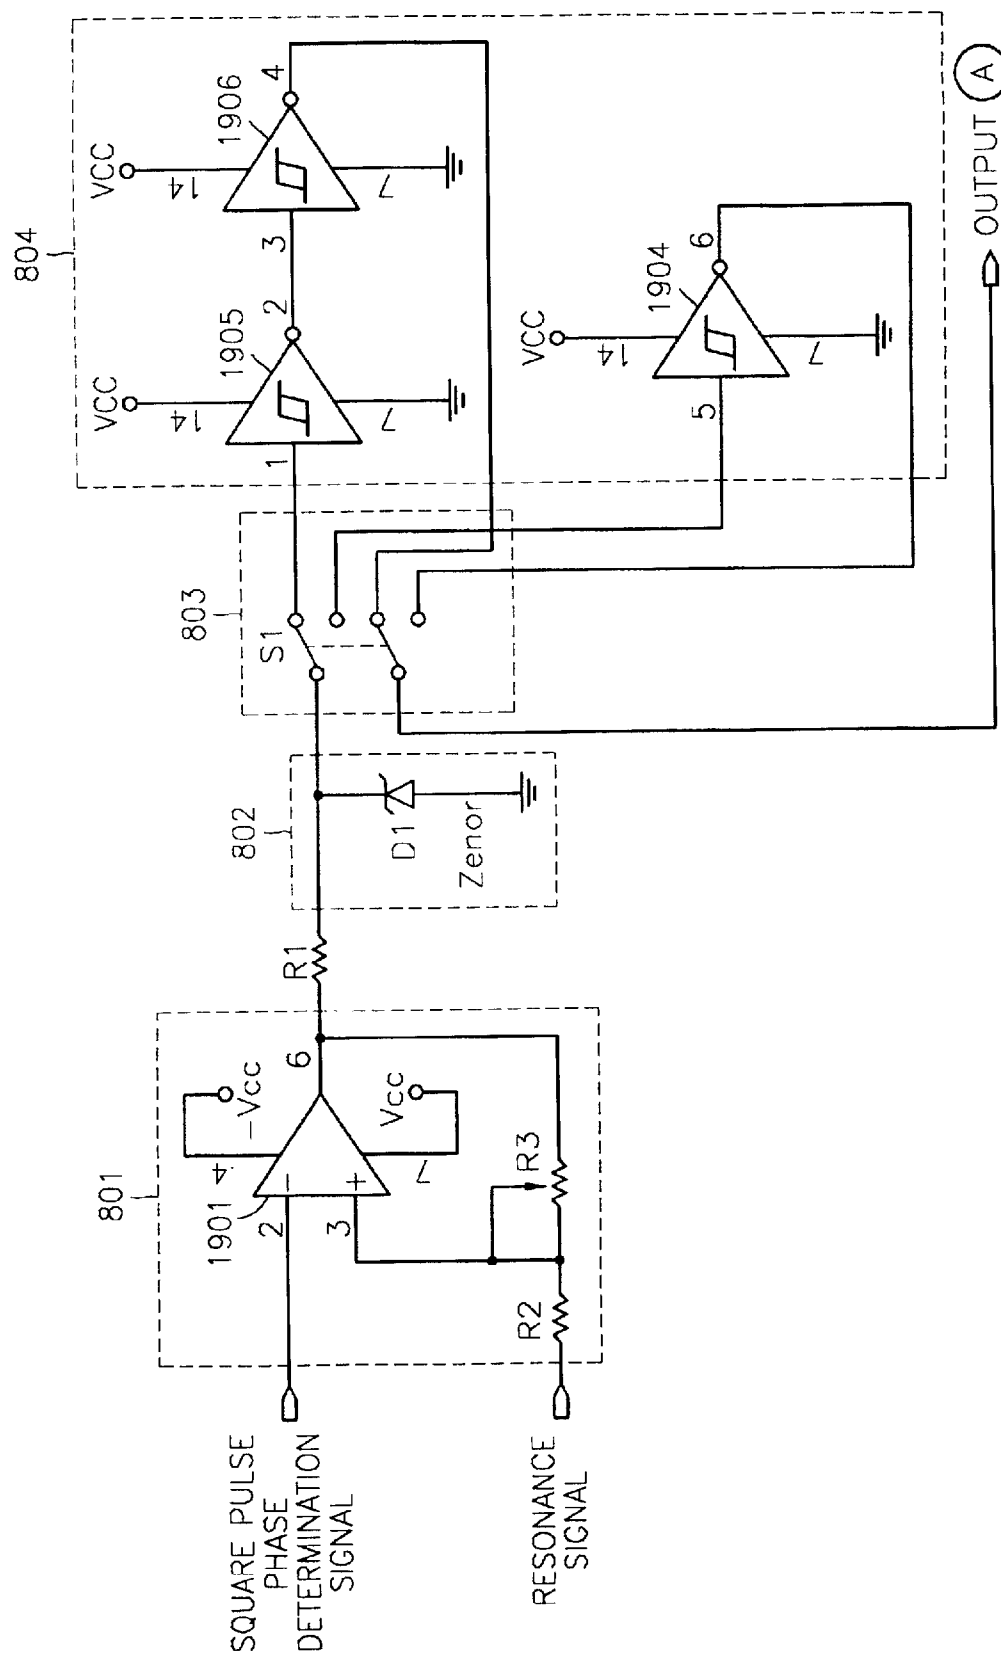 SQUARE PULSE
PHASE
DETERMINATION
SIGNAL
RESONANCE
SIGNAL
801
1901
2
3
4
-Vcc
6
Vcc
7
R2
R3
R1
802
D1
Zenor
803
S1
804
VCC
14
1905
1
2
7
VCC
14
1906
3
4
7
VCC
14
1904
5
6
7
OUTPUT A